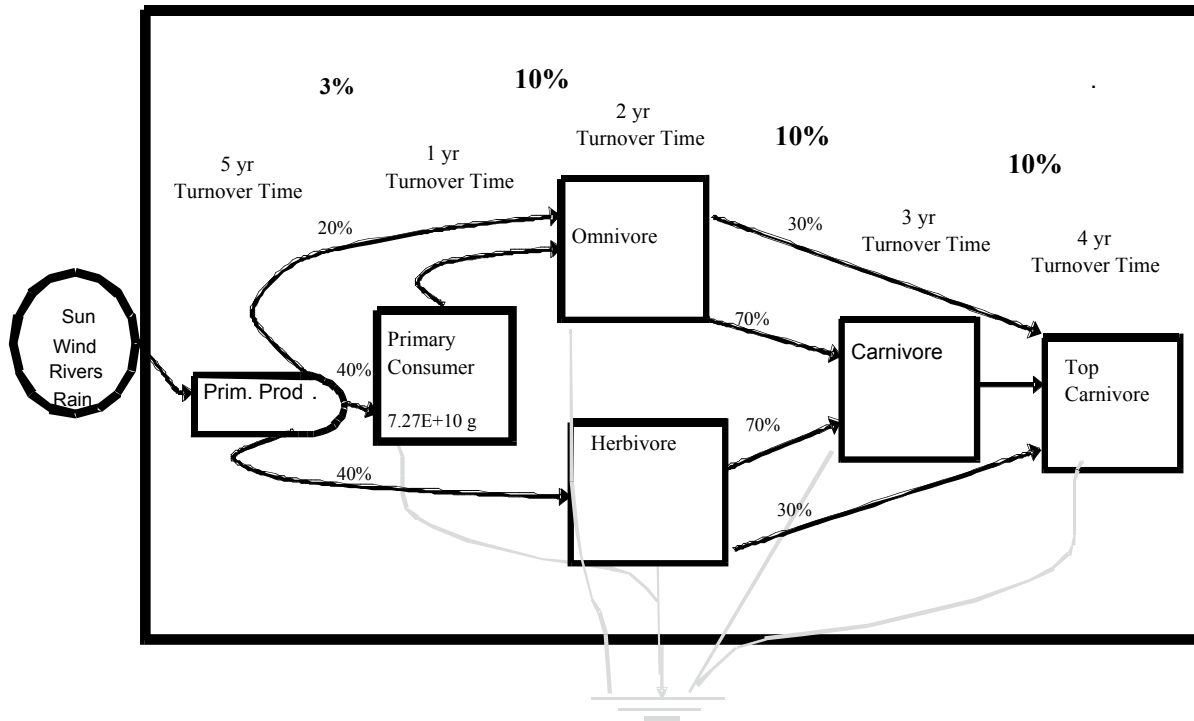 3%
10%
2 yr
Turnover Time
10%
10%
5 yr
Turnover Time
1 yr
Turnover Time
3 yr
Turnover Time
4 yr
Turnover Time
20%
30%
Omnivore
70%
Sun
Wind
Rivers
Rain
Prim. Prod .
40%
Primary
Consumer
7.27E+10 g
Carnivore
Top
Carnivore
Herbivore
70%
40%
30%